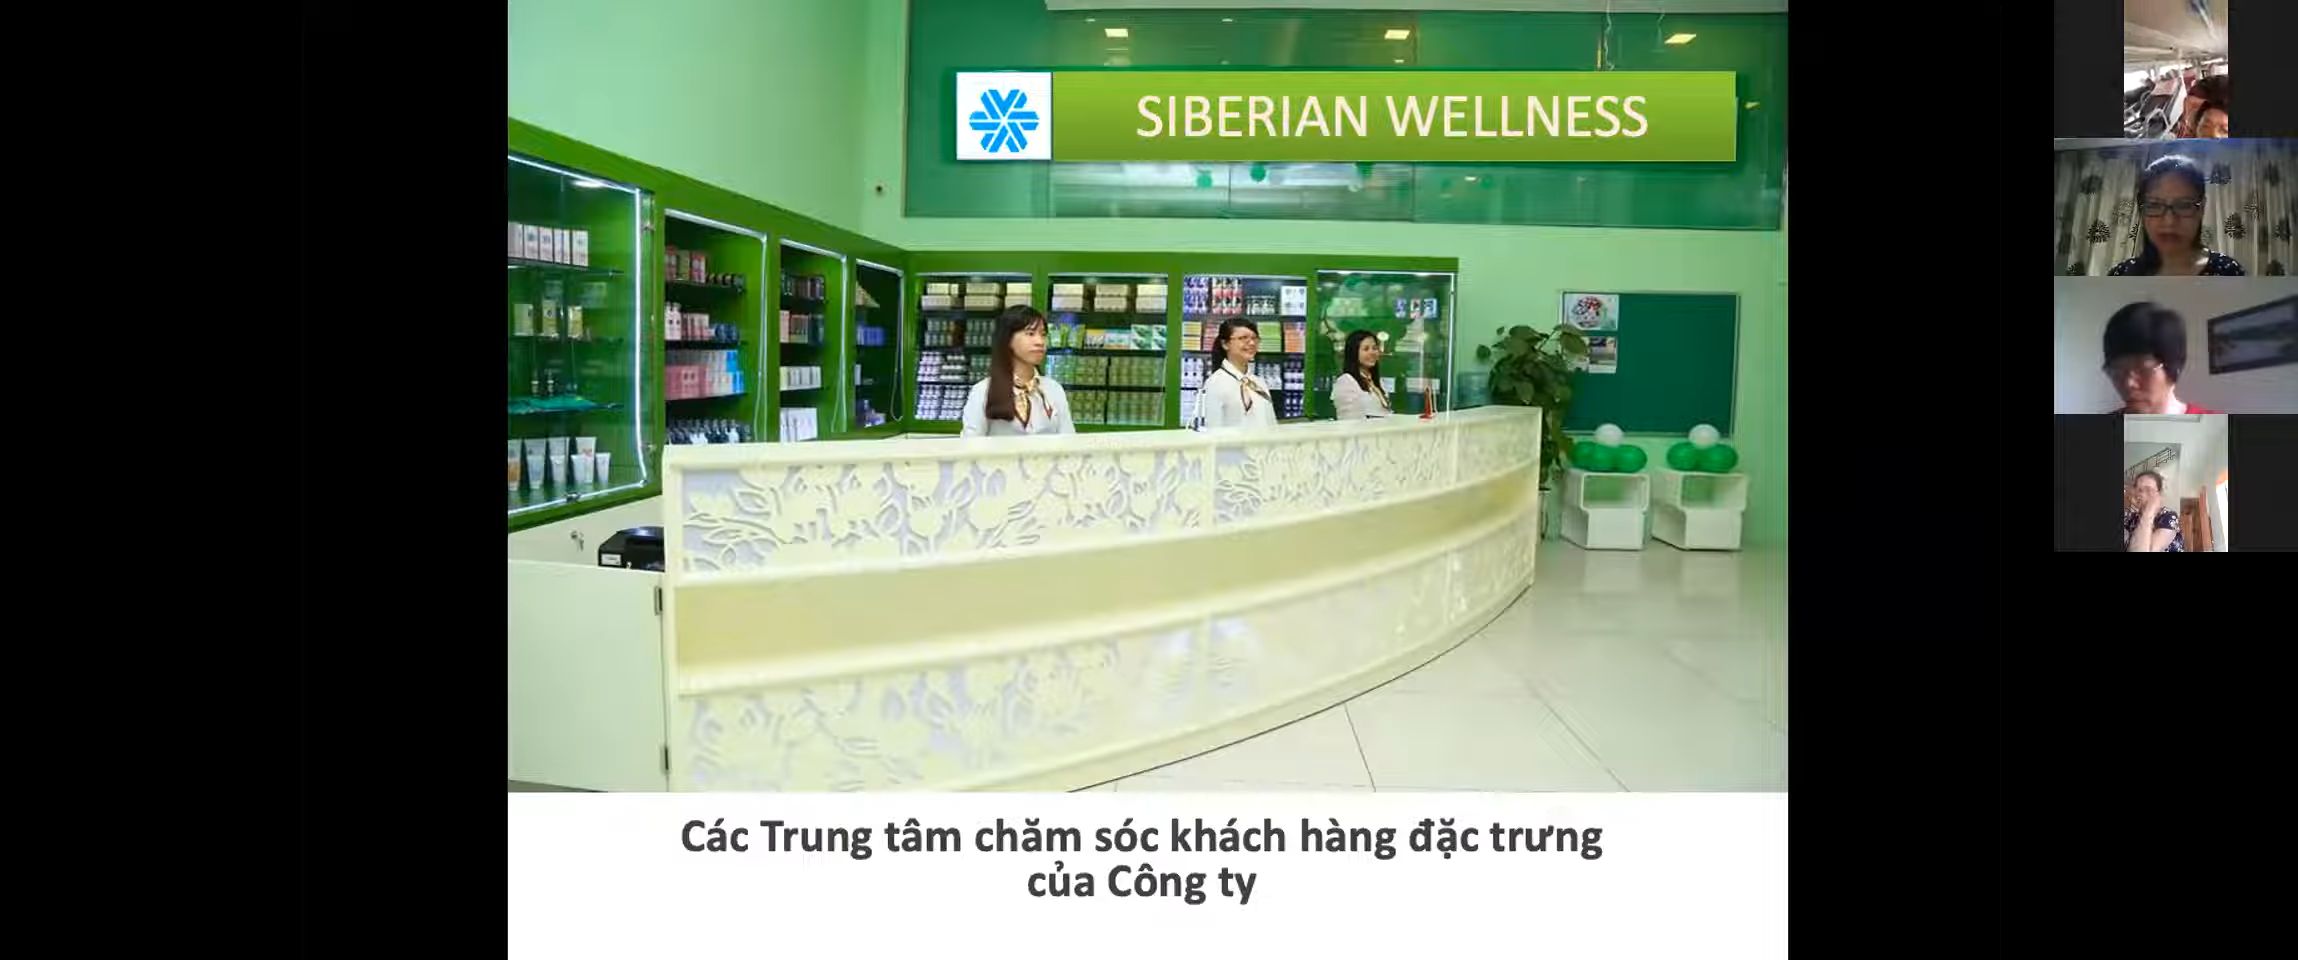 SIBERIAN WELLNESS
Các Trung tâm chăm sóc khách hàng đặc trưng
của Công ty